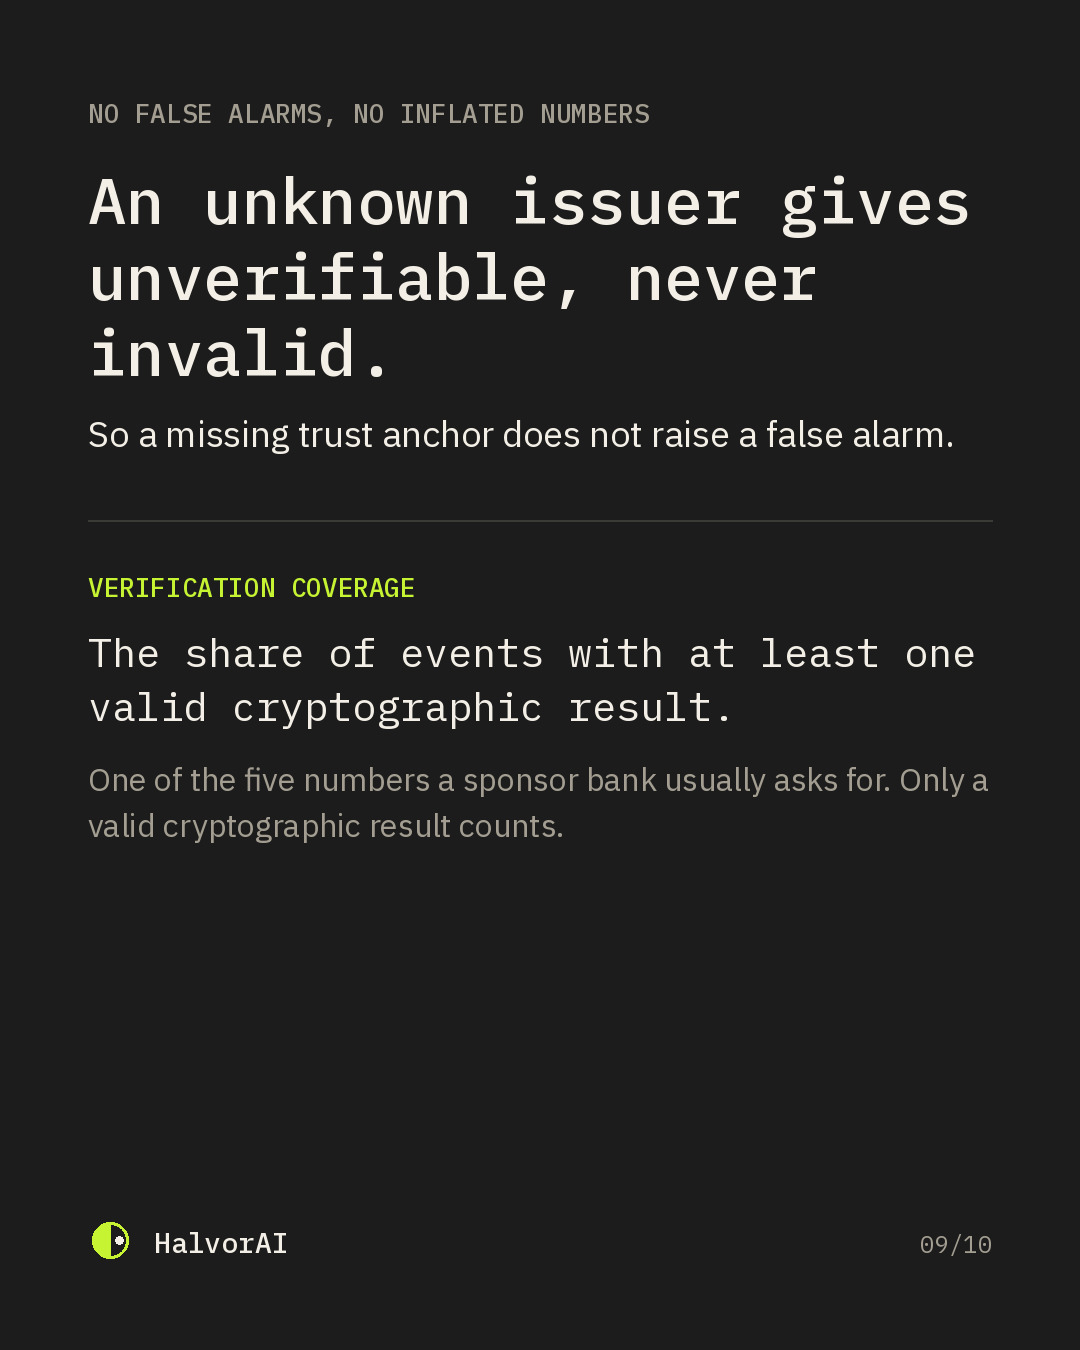 NO FALSE ALARMS, NO INFLATED NUMBERS
An unknown issuer gives
unverifiable, never
invalid.
So a missing trust anchor does not raise a false alarm.
VERIFICATION COVERAGE
The share of events with at least one
valid cryptographic result.
One of the five numbers a sponsor bank usually asks for. Only a
valid cryptographic result counts.
HalvorAI
09/10